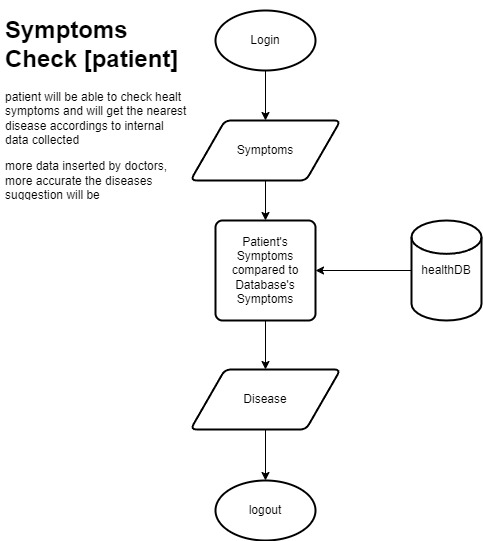 Symptoms
Check [patient]
patient will be able to check healt
symptoms and will get the nearest
disease accordings to internal
data collected
more data inserted by doctors,
more accurate the diseases
suggestion will be
Login
Symptoms
Patient's
Symptoms
compared to
Database's
Symptoms
healthDB
Disease
logout